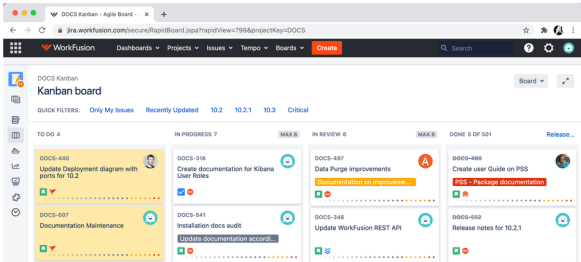 DOCS Kanban - Agile Board -
jira.workfusion.com/secure/RapidBoard.jspa?rapidView=799&projectKey=DOCS
WorkFusion Dashboards Projects Issues Tempo Boards Create Search
DOCS Kanban
Kanban board
Board
QUICK FILTERS: Only My Issues Recently Updated 10.2 10.2.1 10.3 Critical
TO DO 4 IN PROGRESS 7 MAX 8 IN REVIEW 6 MAX 8 DONE 5 OF 501 Release...
DOCS-440
Update Deployment diagram with
ports for 10.2
DOCS-318
Create documentation for Kibana
User Roles
DOCS-497
A
Data Purge improvements
Documentation on improveme...
DOCS-460
Create user Guide on PSS
PSS - Package documentation
DOCS-607
Documentation Maintenance
DOCS-541
Installation docs audit
Update documentation accordi...
DOCS-346
Update WorkFusion REST API
DOCS-552
Release notes for 10.2.1